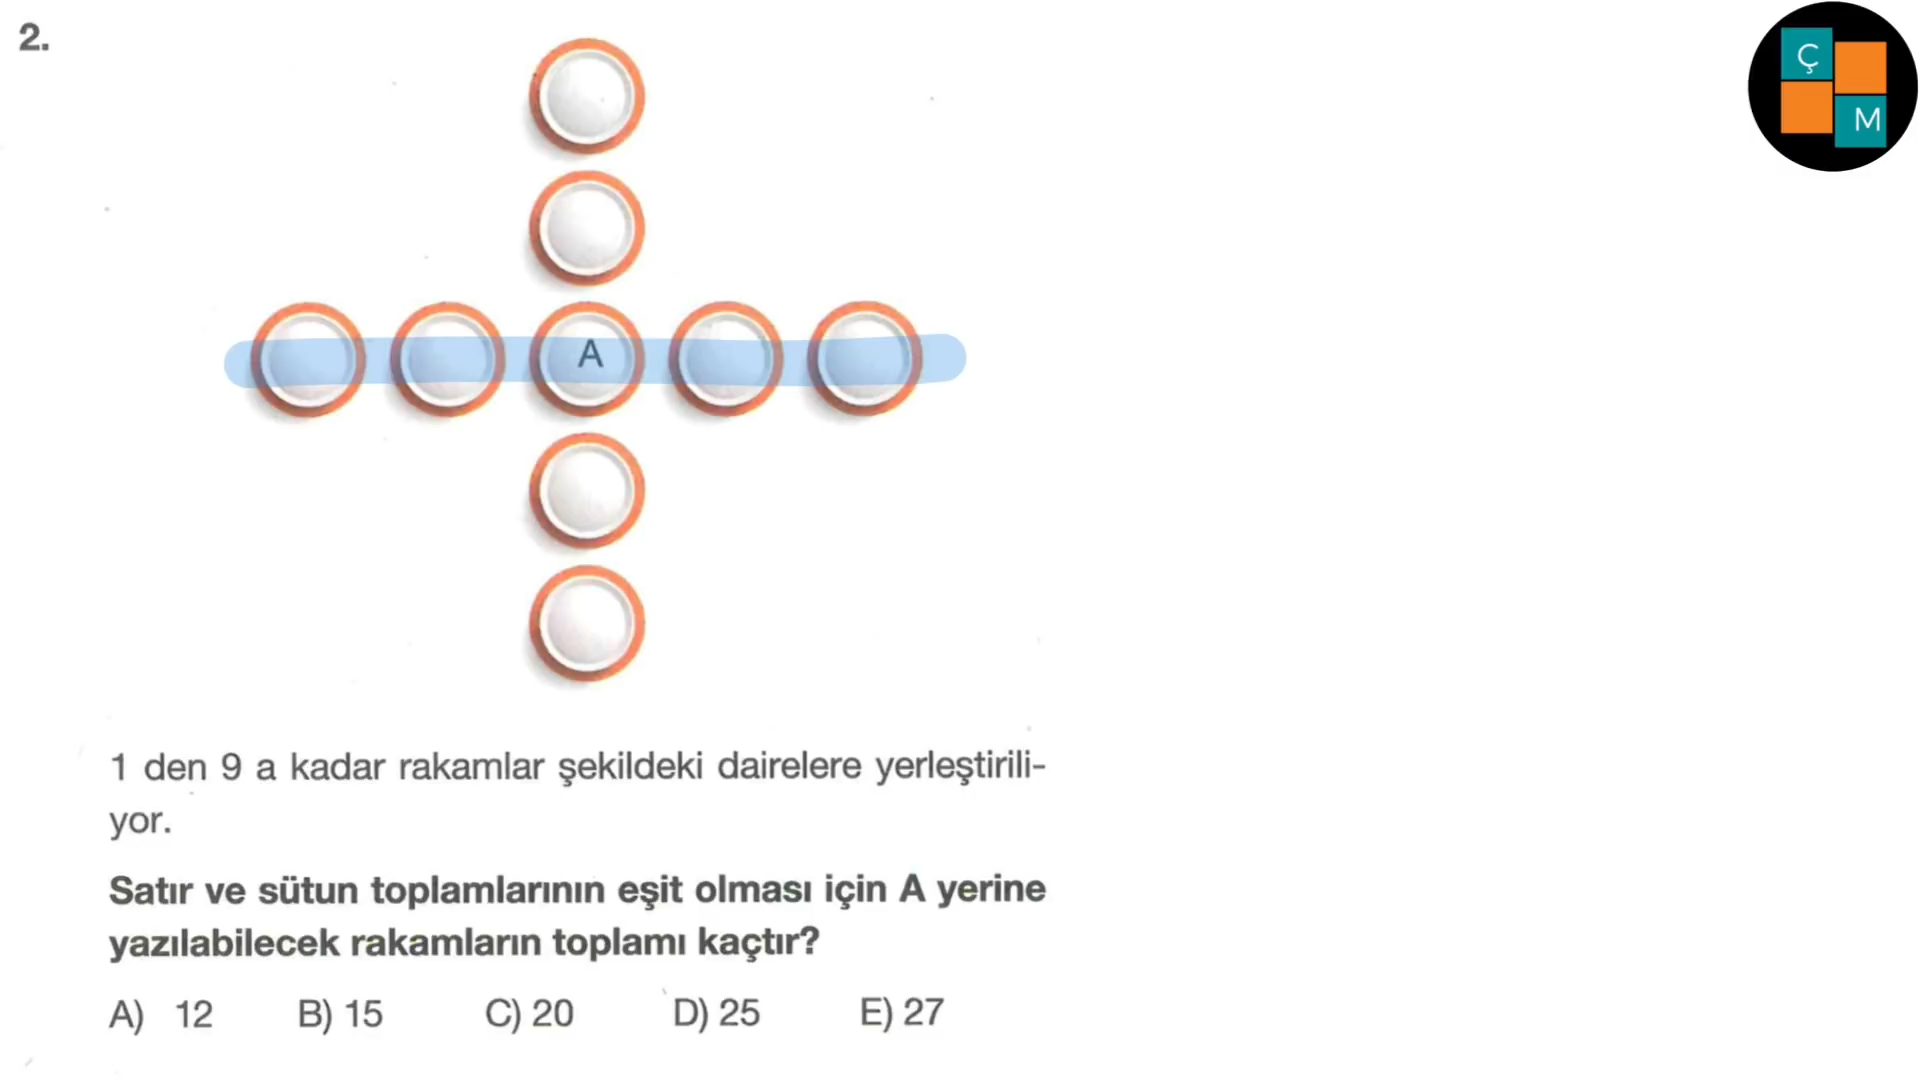 2.
Ç
M
A
1 den 9 a kadar rakamlar şekildeki dairelere yerleştirili-
yor.
Satır ve sütun toplamlarının eşit olması için A yerine
yazılabilecek rakamların toplamı kaçtır?
A) 12 B) 15 C) 20 D) 25 E) 27